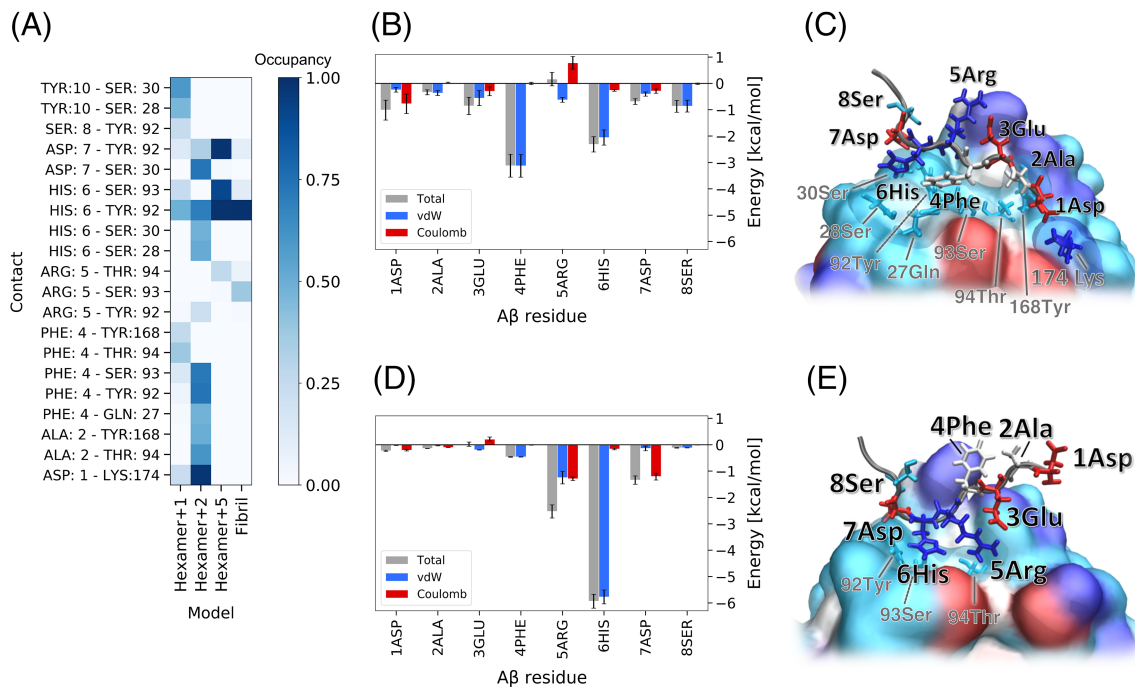 (A)
Occupancy
TYR:10 - SER: 30
TYR:10 - SER: 28
SER: 8 - TYR: 92
ASP: 7 - TYR: 92
ASP: 7 - SER: 30
HIS: 6 - SER: 93
HIS: 6 - TYR: 92
HIS: 6 - SER: 30
HIS: 6 - SER: 28
ARG: 5 - THR: 94
ARG: 5 - SER: 93
ARG: 5 - TYR: 92
PHE: 4 - TYR:168
PHE: 4 - THR: 94
PHE: 4 - SER: 93
PHE: 4 - TYR: 92
PHE: 4 - GLN: 27
ALA: 2 - TYR:168
ALA: 2 - THR: 94
ASP: 1 - LYS:174
Contact
Hexamer+1
Hexamer+2
Hexamer+5
Fibril
Model
1.00
0.75
0.50
0.25
0.00
(B)
1
0
−1
−2
−3
−4
−5
−6
Energy [kcal/mol]
Total
vdW
Coulomb
1ASP
2ALA
3GLU
4PHE
5ARG
6HIS
7ASP
8SER
Aβ residue
(C)
5Arg
8Ser
3Glu
7Asp
2Ala
30Ser
6His
4Phe
1Asp
28Ser
92Tyr
93Ser
27Gln
174 Lys
94Thr
168Tyr
(D)
1
0
−1
−2
−3
−4
−5
−6
Energy [kcal/mol]
Total
vdW
Coulomb
1ASP
2ALA
3GLU
4PHE
5ARG
6HIS
7ASP
8SER
Aβ residue
(E)
4Phe
2Ala
1Asp
8Ser
3Glu
7Asp
92Tyr
6His
5Arg
93Ser
94Thr